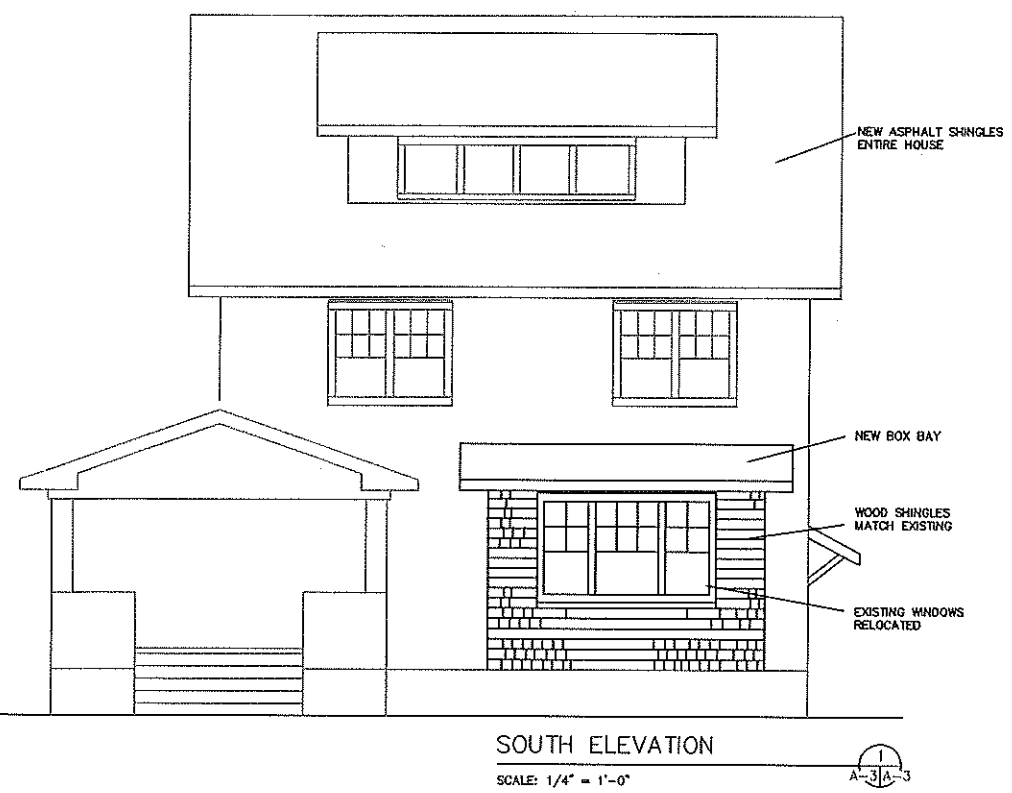 NEW ASPHALT SHINGLES
ENTIRE HOUSE
NEW BOX BAY
WOOD SHINGLES
MATCH EXISTING
EXISTING WINDOWS
RELOCATED
SOUTH ELEVATION
SCALE: 1/4" = 1'-0"
1
A-3 A-3